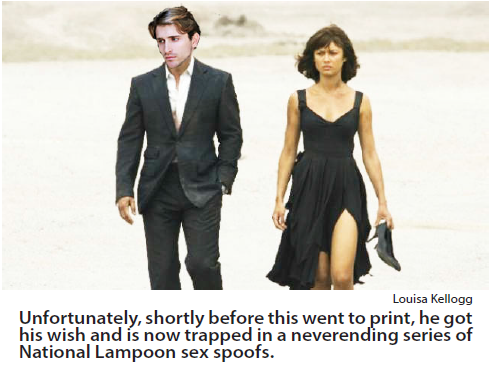 Louisa Kellogg
Unfortunately, shortly before this went to print, he got
his wish and is now trapped in a neverending series of
National Lampoon sex spoofs.